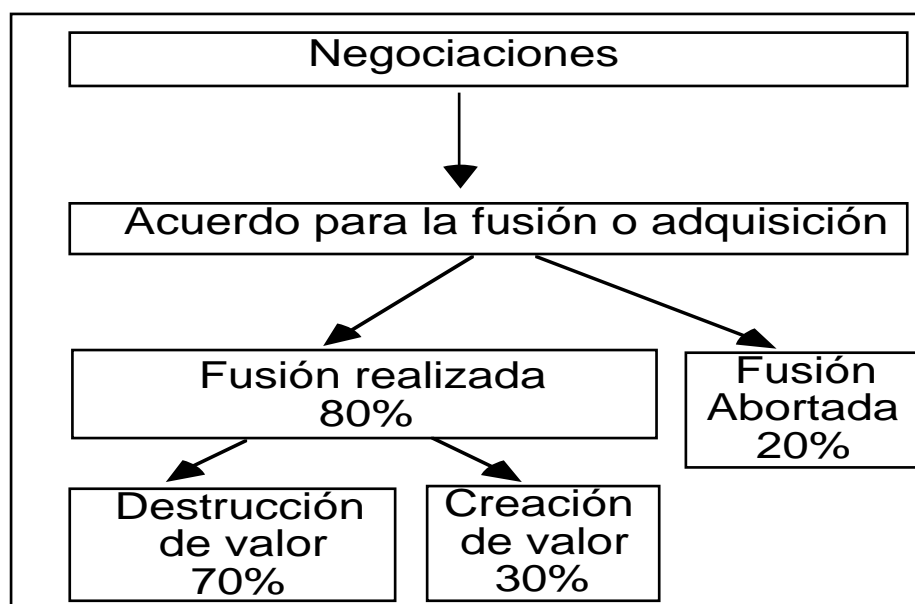 Negociaciones
Acuerdo para la fusión o adquisición
Fusión realizada
80%
Fusión
Abortada
20%
Destrucción
de valor
70%
Creación
de valor
30%